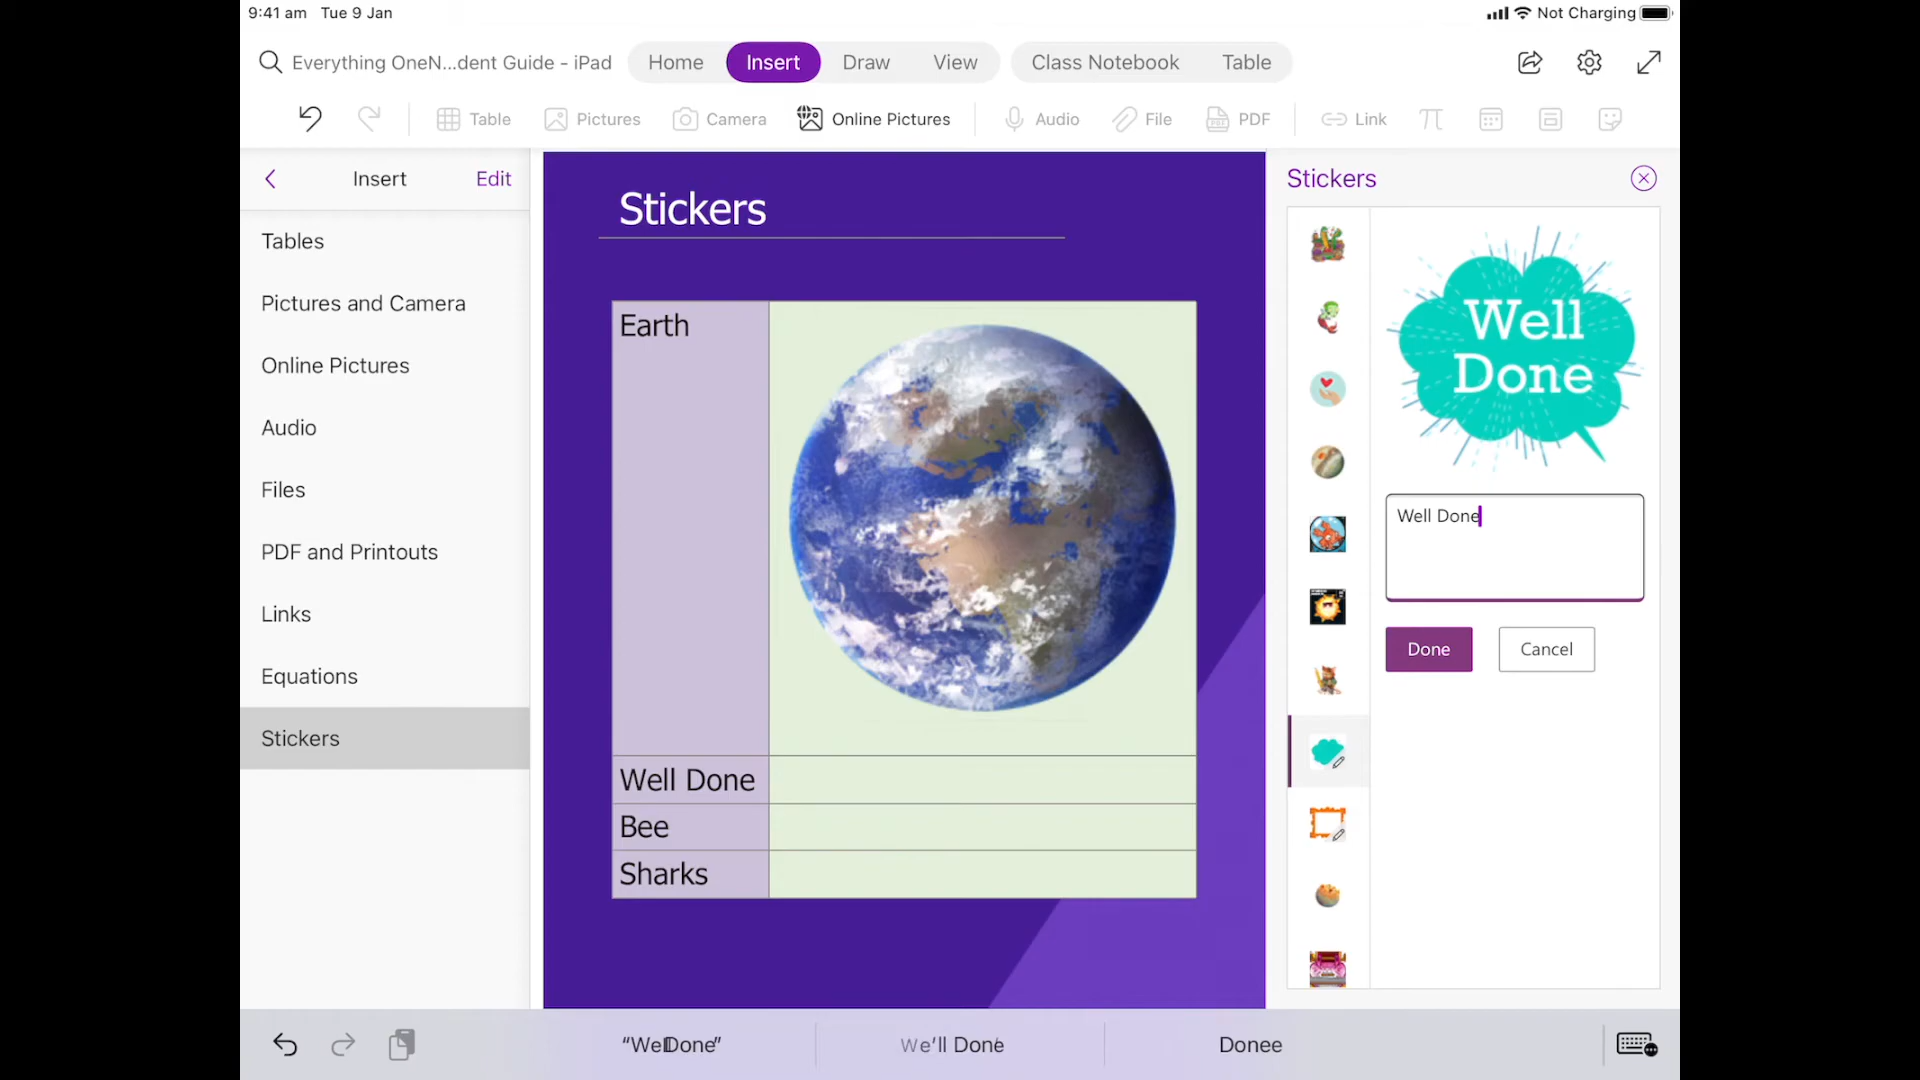 9:41 am Tue 9 Jan
Not Charging
Everything OneN...dent Guide - iPad
Home
Insert
Draw
View
Class Notebook
Table
Table
Pictures
Camera
Online Pictures
Audio
File
PDF
Link
Insert
Edit
Tables
Pictures and Camera
Online Pictures
Audio
Files
PDF and Printouts
Links
Equations
Stickers
Stickers
Earth
Well Done
Bee
Sharks
Stickers
Well
Done
Well Done
Done
Cancel
We'll Done
Donee